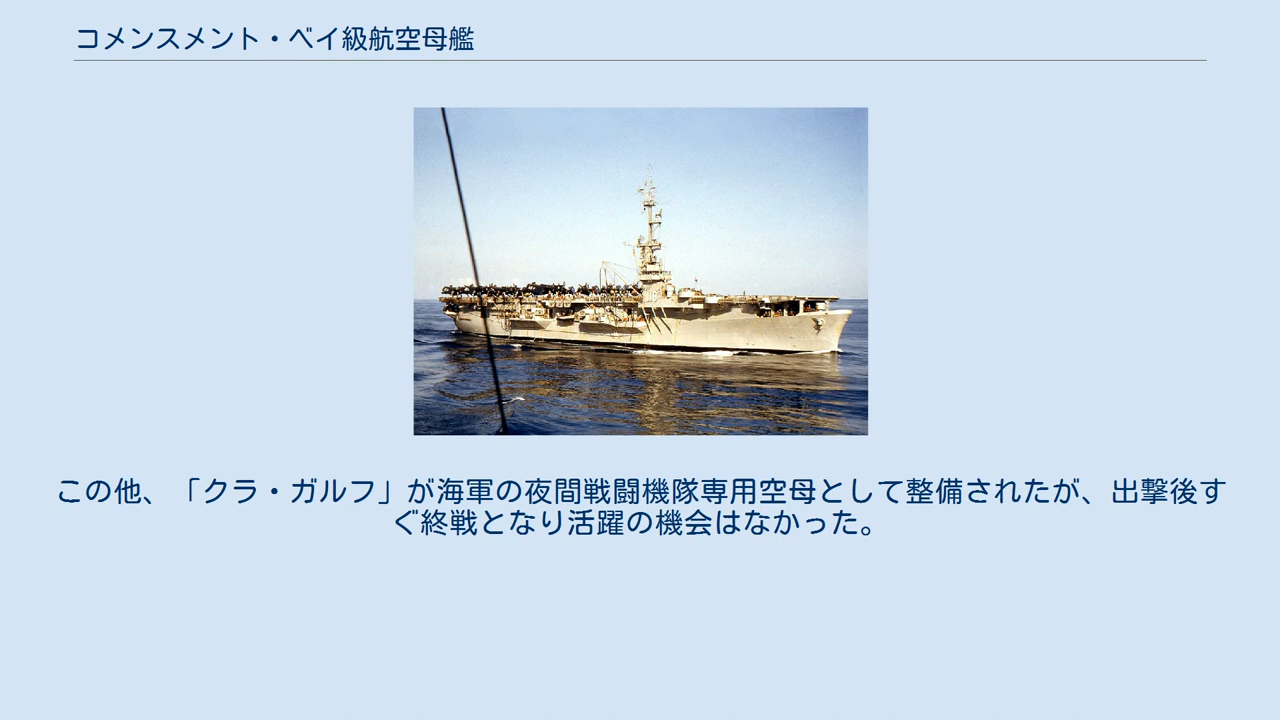 コメンスメント・ベイ級航空母艦
この他、「クラ・ガルフ」が海軍の夜間戦闘機隊専用空母として整備されたが、出撃後す
ぐ終戦となり活躍の機会はなかった。